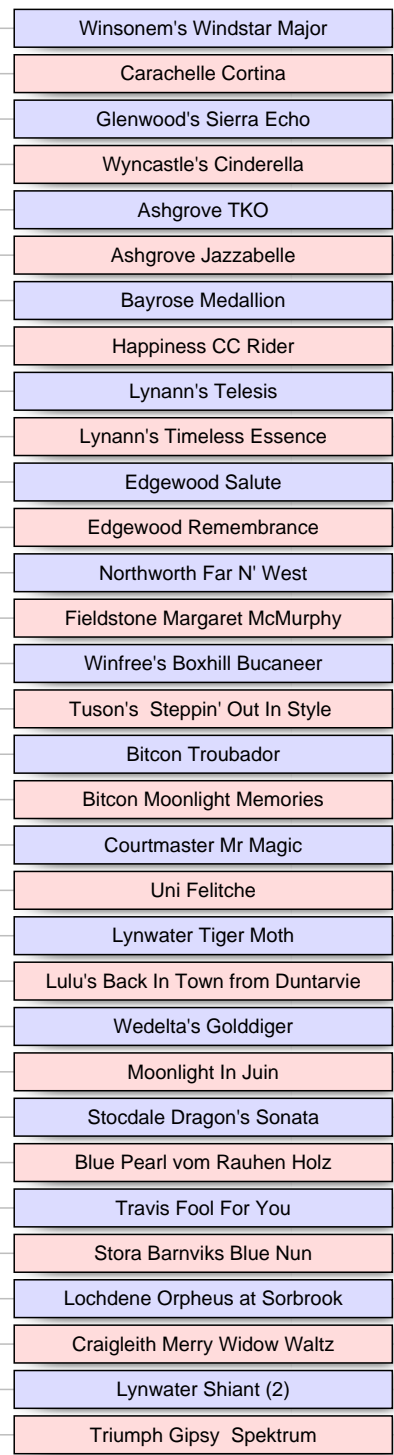 Winsonem's Windstar Major
Carachelle Cortina
Glenwood's Sierra Echo
Wyncastle's Cinderella
Ashgrove TKO
Ashgrove Jazzabelle
Bayrose Medallion
Happiness CC Rider
Lynann's Telesis
Lynann's Timeless Essence
Edgewood Salute
Edgewood Remembrance
Northworth Far N' West
Fieldstone Margaret McMurphy
Winfree's Boxhill Bucaneer
Tuson's  Steppin' Out In Style
Bitcon Troubador
Bitcon Moonlight Memories
Courtmaster Mr Magic
Uni Felitche
Lynwater Tiger Moth
Lulu's Back In Town from Duntarvie
Wedelta's Golddiger
Moonlight In Juin
Stocdale Dragon's Sonata
Blue Pearl vom Rauhen Holz
Travis Fool For You
Stora Barnviks Blue Nun
Lochdene Orpheus at Sorbrook
Craigleith Merry Widow Waltz
Lynwater Shiant (2)
Triumph Gipsy  Spektrum